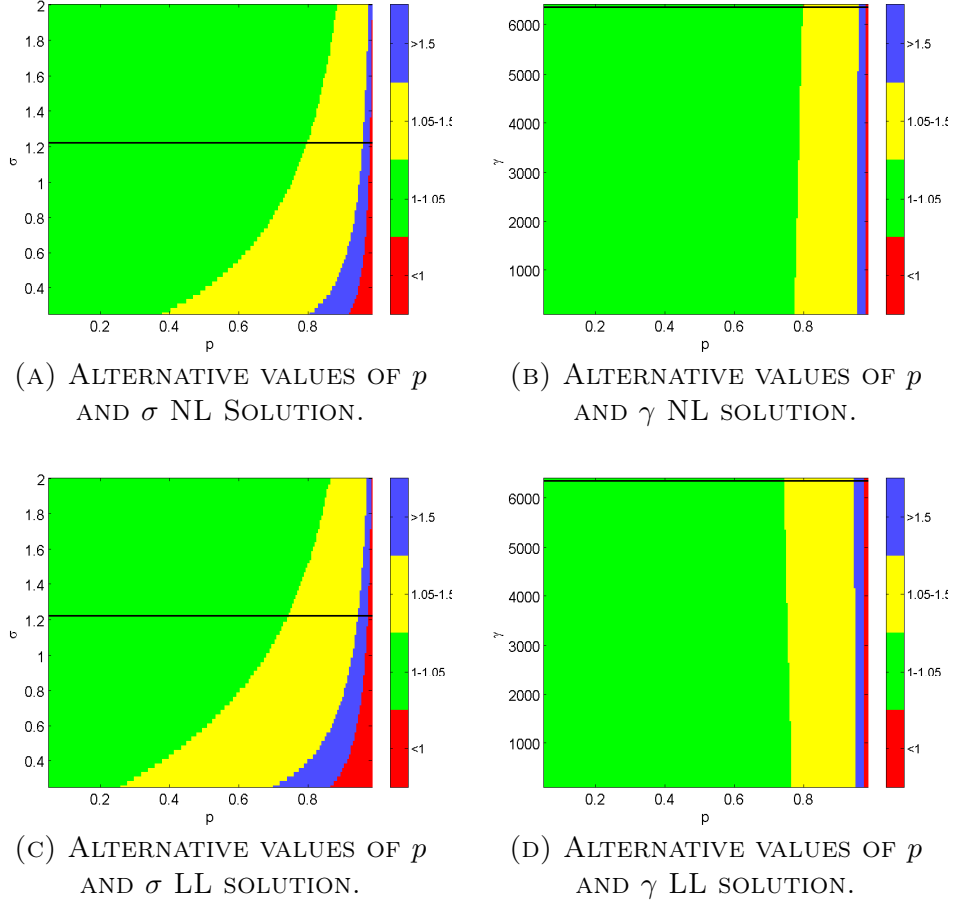 2
1.8
1.6
1.4
1.2
1
0.8
0.6
0.4
σ
0.2 0.4 0.6 0.8
p
>1.5
1.05-1.5
1-1.05
<1
6000
5000
4000
3000
2000
1000
γ
0.2 0.4 0.6 0.8
p
>1.5
1.05-1.5
1-1.05
<1
(A) ALTERNATIVE VALUES OF p
AND σ NL SOLUTION.
(B) ALTERNATIVE VALUES OF p
AND γ NL SOLUTION.
2
1.8
1.6
1.4
1.2
1
0.8
0.6
0.4
σ
0.2 0.4 0.6 0.8
p
>1.5
1.05-1.5
1-1.05
<1
6000
5000
4000
3000
2000
1000
γ
0.2 0.4 0.6 0.8
p
>1.5
1.05-1.5
1-1.05
<1
(C) ALTERNATIVE VALUES OF p
AND σ LL SOLUTION.
(D) ALTERNATIVE VALUES OF p
AND γ LL SOLUTION.